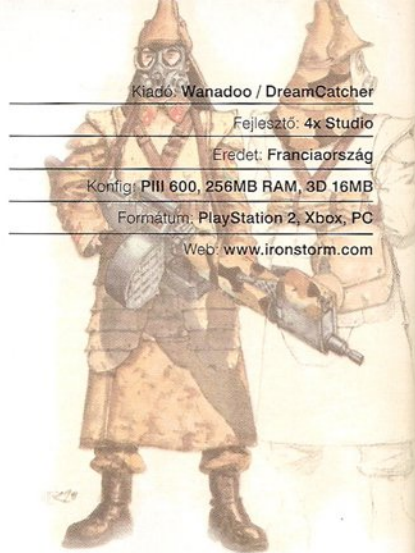 Kiadó: Wanadoo / DreamCatcher
Fejlesztő: 4x Studio
Eredet: Franciaország
Konfig: PIII 600, 256MB RAM, 3D 16MB
Formátum: PlayStation 2, Xbox, PC
Web: www.ironstorm.com